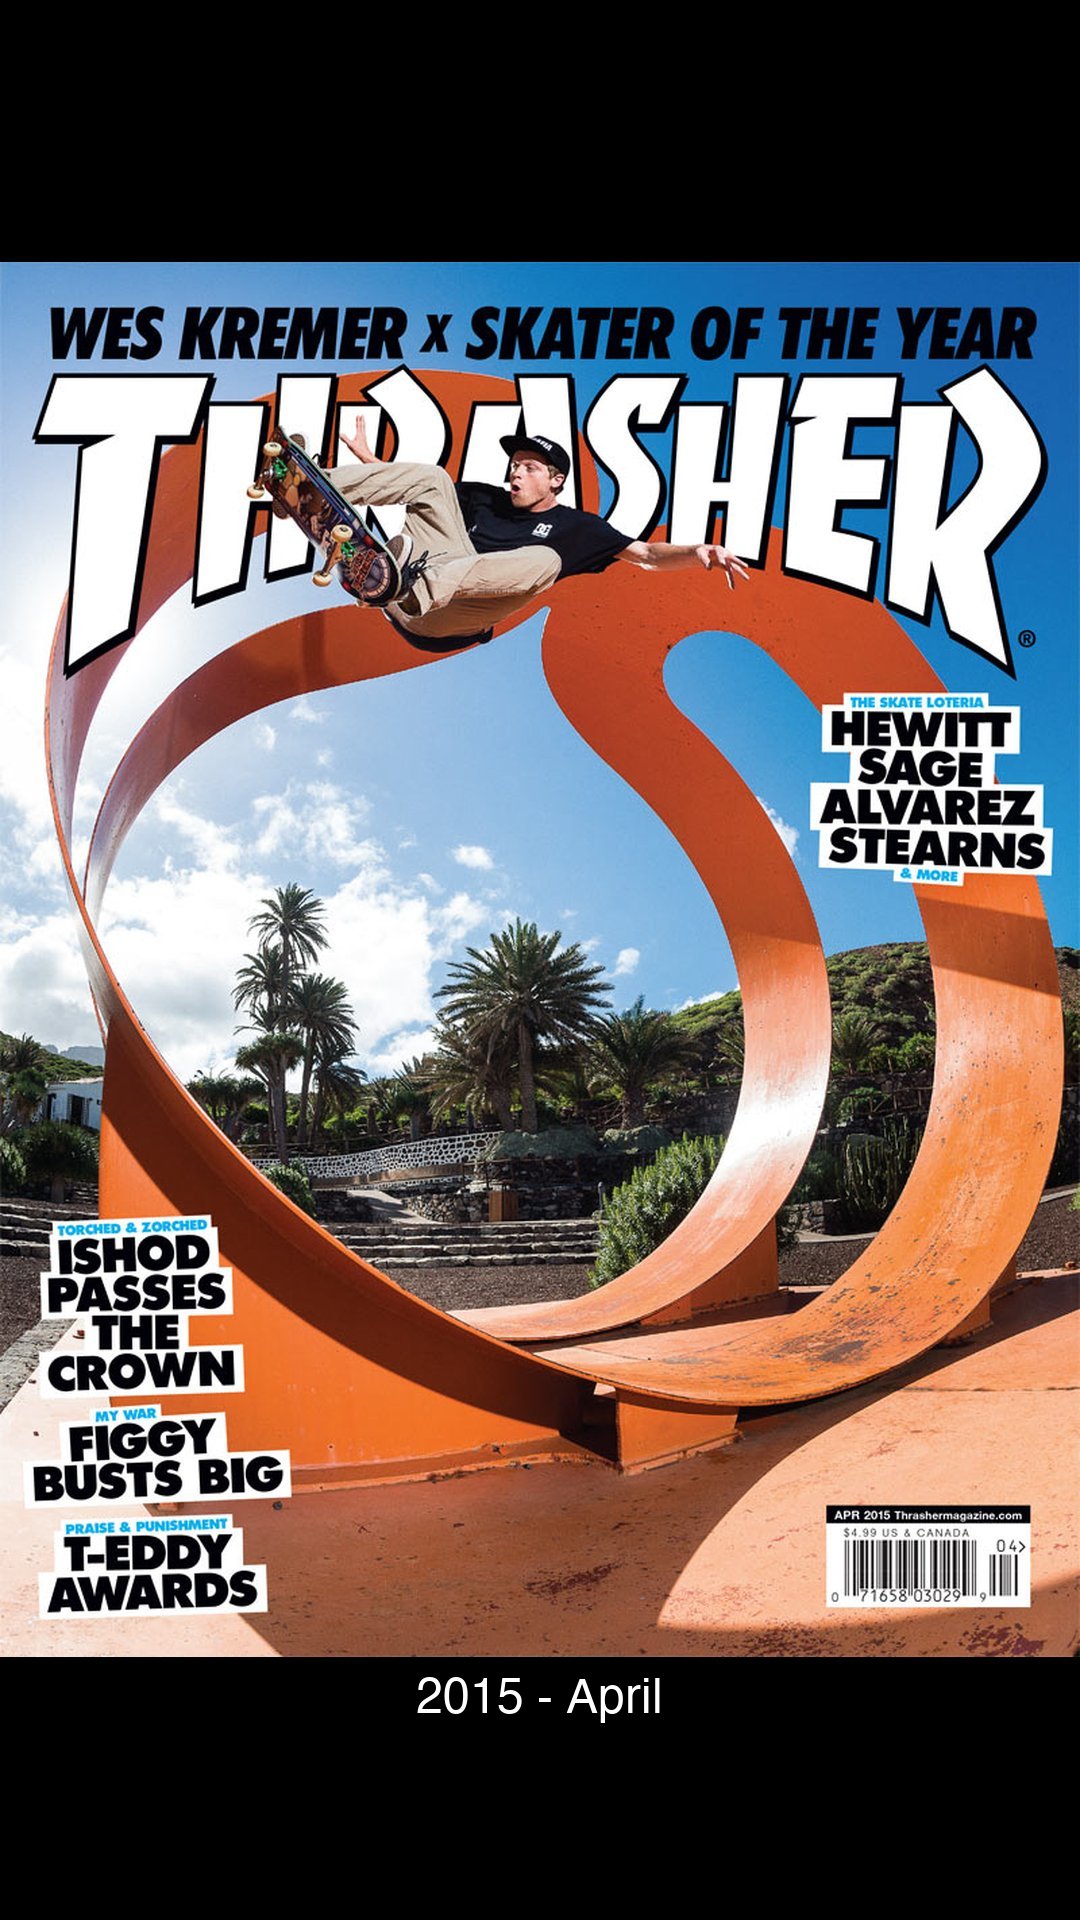 WES KREMER X SKATER OF THE YEAR
THRASHER
®
THE SKATE LOTERIA
HEWITT
SAGE
ALVAREZ
STEARNS
& MORE
TORCHED & ZORCHED
ISHOD
PASSES
THE
CROWN
MY WAR
FIGGY
BUSTS BIG
PRAISE & PUNISHMENT
T-EDDY
AWARDS
APR 2015 Thrashermagazine.com
$4.99 US & CANADA
04>
0 71658 03029 9
2015 - April